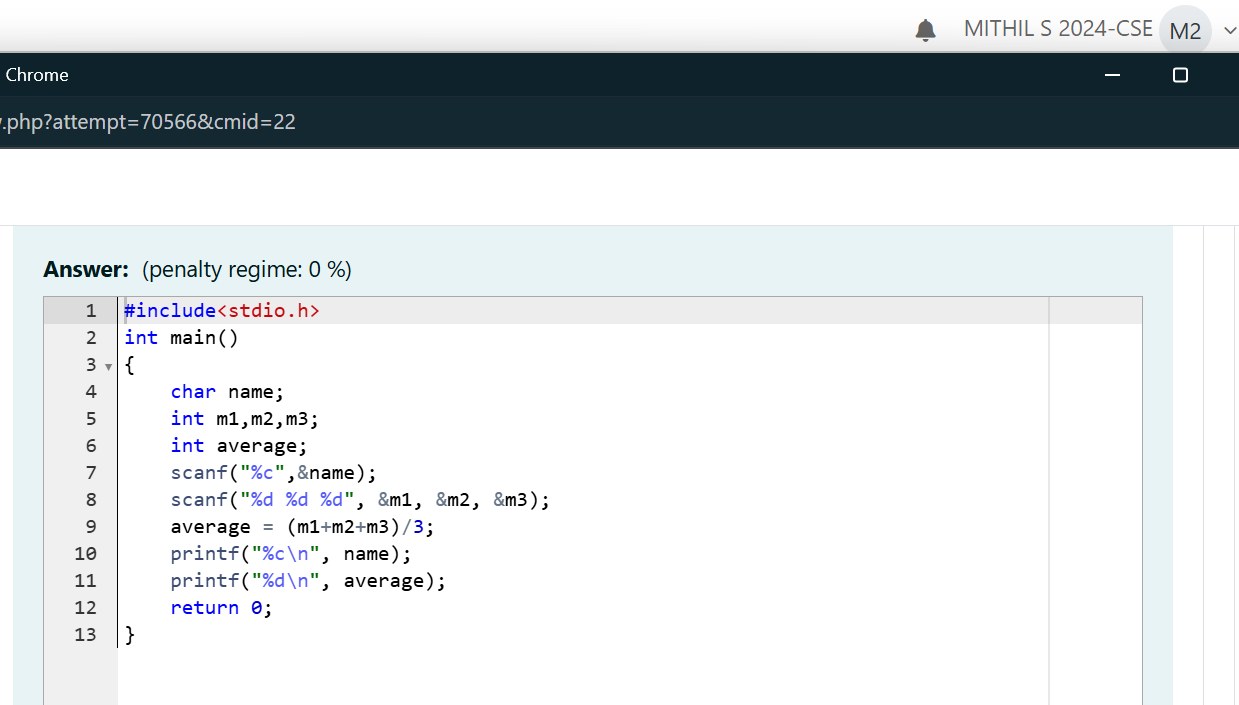 MITHIL S 2024-CSE M2
Chrome
.php?attempt=70566&cmid=22
Answer: (penalty regime: 0 %)
1 #include<stdio.h>
2 int main()
3 {
4 char name;
5 int m1,m2,m3;
6 int average;
7 scanf("%c",&name);
8 scanf("%d %d %d", &m1, &m2, &m3);
9 average = (m1+m2+m3)/3;
10 printf("%c\n", name);
11 printf("%d\n", average);
12 return 0;
13 }